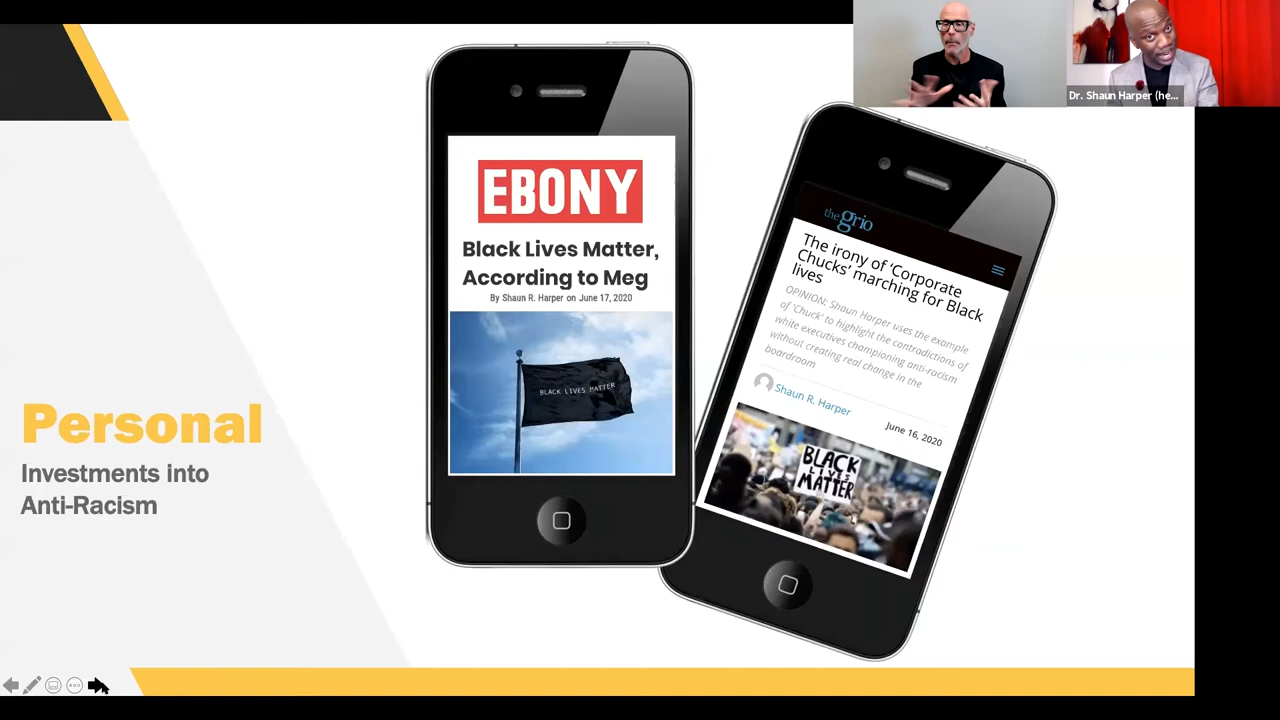 Dr. Shaun Harper (he...
EBONY
Black Lives Matter,
According to Meg
By Shaun R. Harper on June 17, 2020
BLACK LIVES MATTER
thegrio
The irony of ‘Corporate
Chucks’ marching for Black
lives
OPINION: Shaun Harper uses the example
of ‘Chuck’ to highlight the contradictions of
white executives championing anti-racism
without creating real change in the
boardroom
Shaun R. Harper
June 16, 2020
BLACK
LIVES
MATTER
Personal
Investments into
Anti-Racism